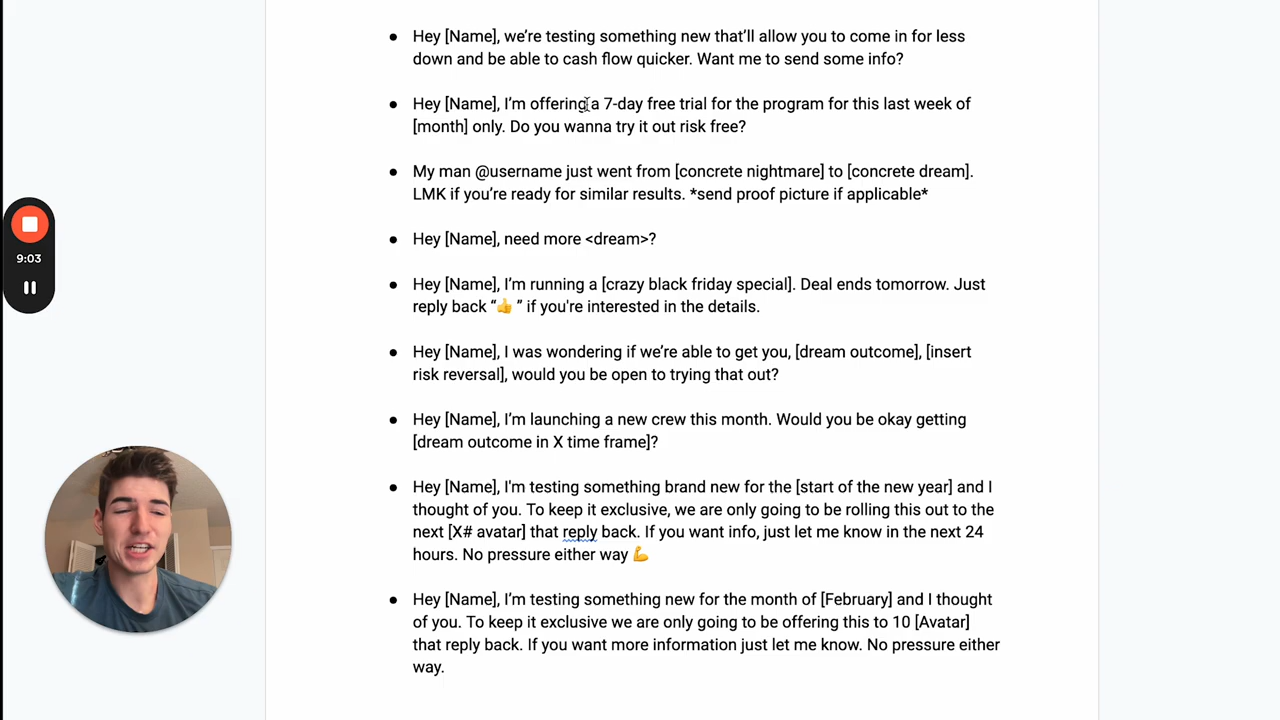 Hey [Name], we’re testing something new that’ll allow you to come in for less
down and be able to cash flow quicker. Want me to send some info?
Hey [Name], I’m offering a 7-day free trial for the program for this last week of
[month] only. Do you wanna try it out risk free?
My man @username just went from [concrete nightmare] to [concrete dream].
LMK if you’re ready for similar results. *send proof picture if applicable*
Hey [Name], need more <dream>?
Hey [Name], I’m running a [crazy black friday special]. Deal ends tomorrow. Just
reply back “👍 ” if you're interested in the details.
Hey [Name], I was wondering if we’re able to get you, [dream outcome], [insert
risk reversal], would you be open to trying that out?
Hey [Name], I’m launching a new crew this month. Would you be okay getting
[dream outcome in X time frame]?
Hey [Name], I'm testing something brand new for the [start of the new year] and I
thought of you. To keep it exclusive, we are only going to be rolling this out to the
next [X# avatar] that reply back. If you want info, just let me know in the next 24
hours. No pressure either way 💪
Hey [Name], I’m testing something new for the month of [February] and I thought
of you. To keep it exclusive we are only going to be offering this to 10 [Avatar]
that reply back. If you want more information just let me know. No pressure either
way.
9:03